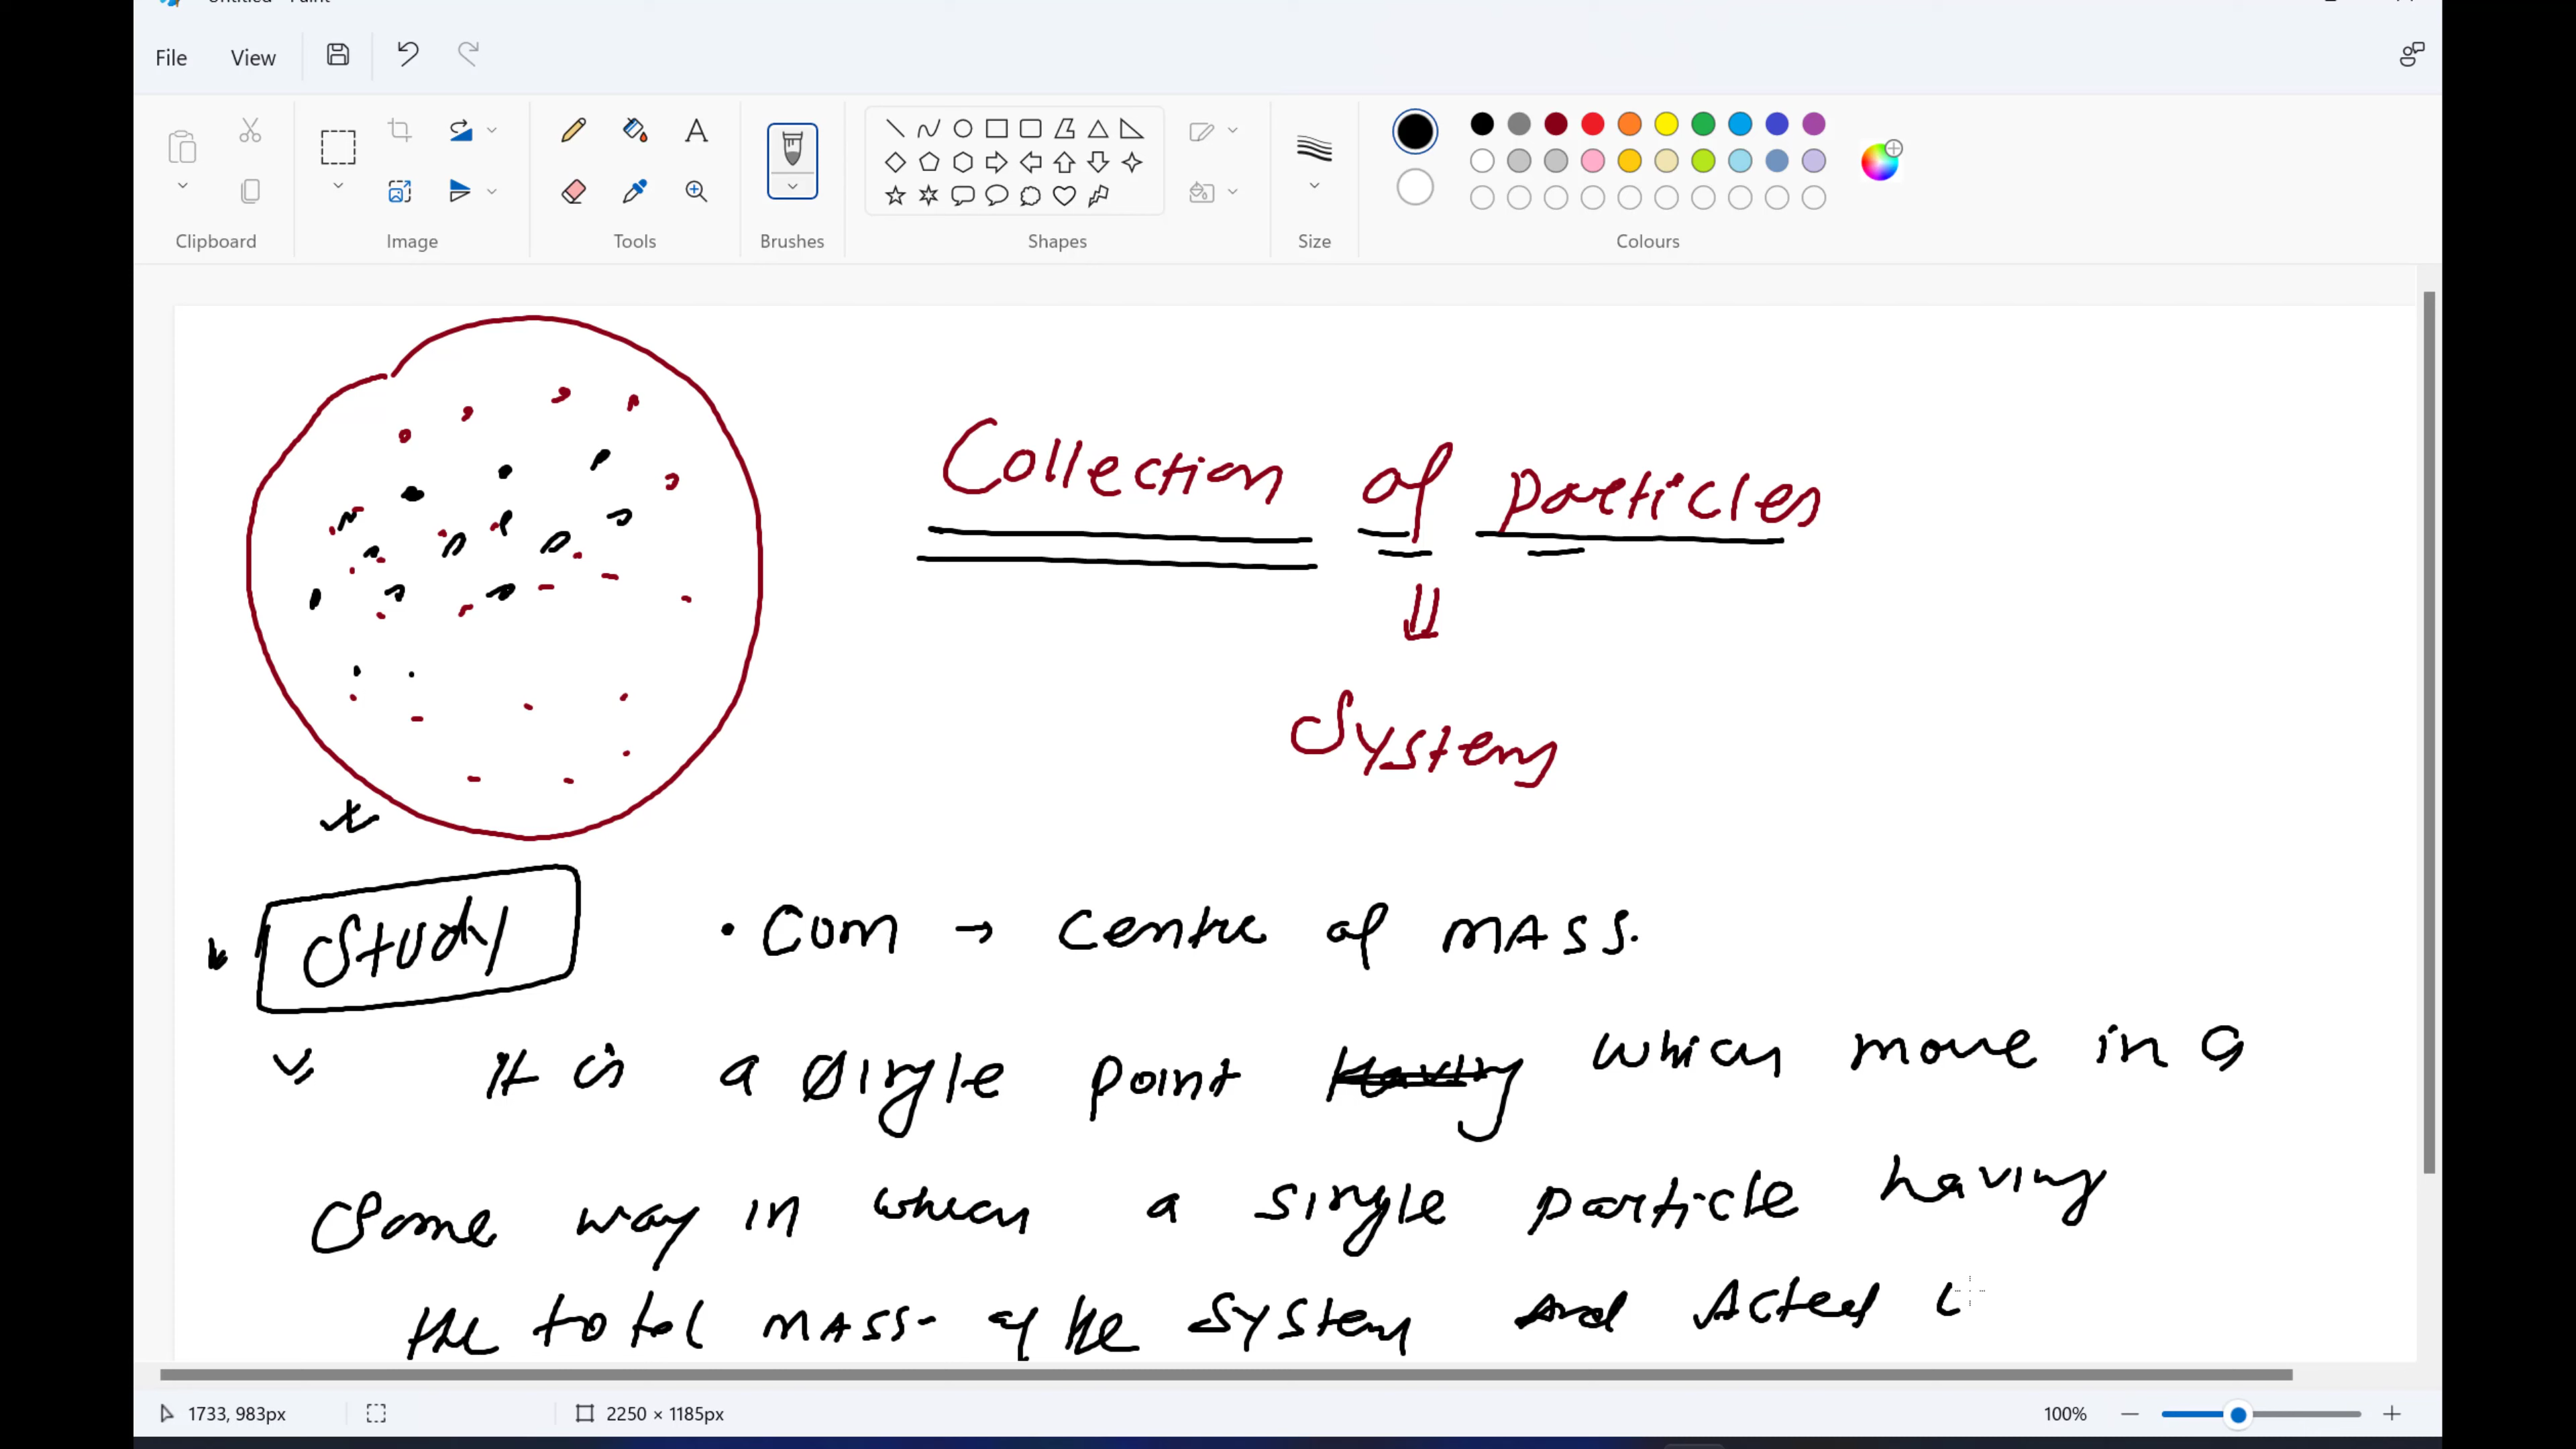 File View
Clipboard Image Tools Brushes Shapes Size Colours
Collection of particles
System
Study • COM → Centre of MASS.
It is a single point having which move in a
Same way in which a single particle having
the total MASS of the System and Acted
1733, 983px 2250 × 1185px 100%